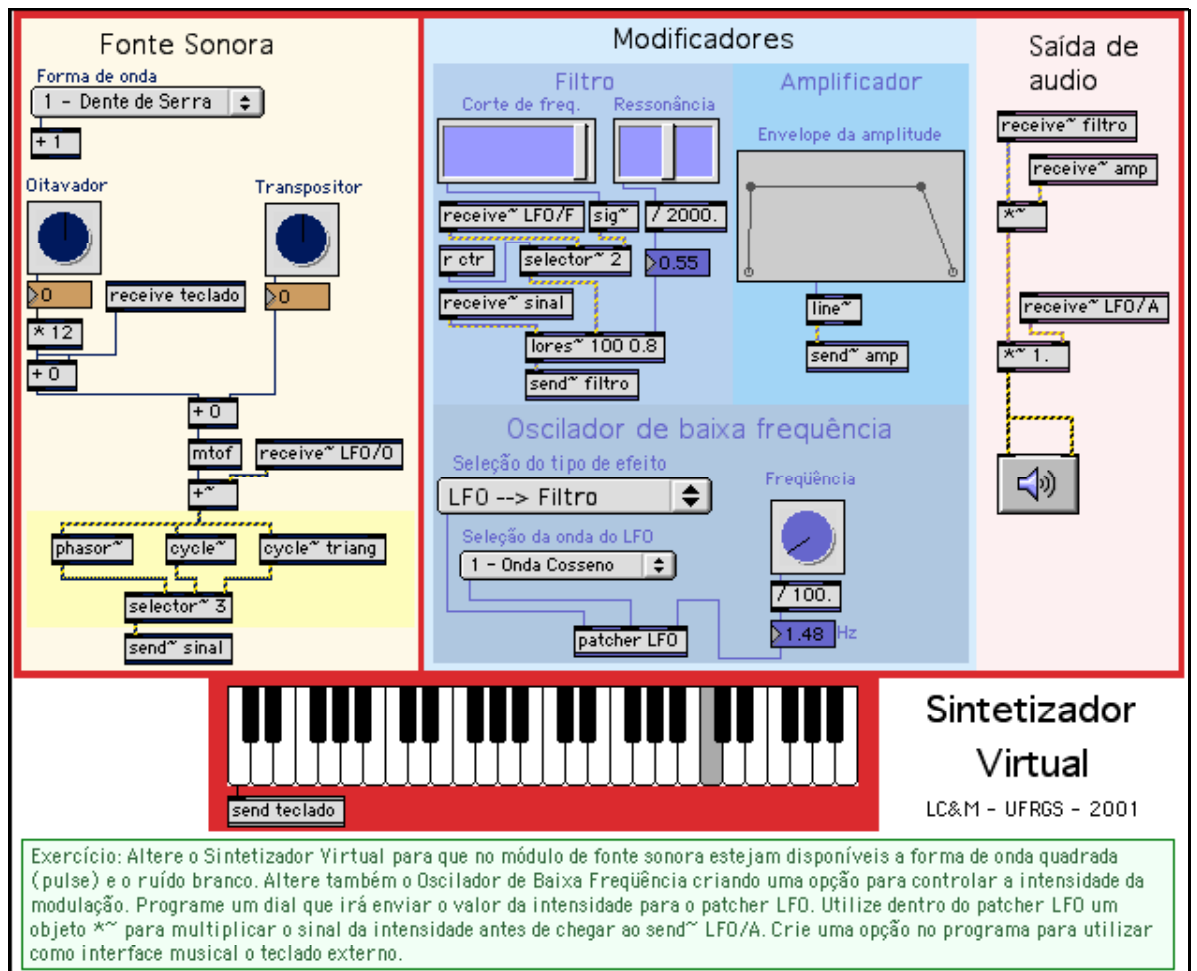 Fonte Sonora
Forma de onda
1 - Dente de Serra
+ 1
Oitavador
Transpositor
0
receive teclado
0
* 12
+ 0
+ 0
mtof
receive~ LFO/O
+~
phasor~
cycle~
cycle~ triang
selector~ 3
send~ sinal
Modificadores
Filtro
Corte de freq.
Ressonância
receive~ LFO/F
sig~
/ 2000.
r ctr
selector~ 2
0.55
receive~ sinal
lores~ 100 0.8
send~ filtro
Amplificador
Envelope da amplitude
line~
send~ amp
Oscilador de baixa frequência
Seleção do tipo de efeito
LFO --> Filtro
Seleção da onda do LFO
1 - Onda Cosseno
Freqüência
/ 100.
1.48 Hz
patcher LFO
Saída de
audio
receive~ filtro
receive~ amp
*~
receive~ LFO/A
*~ 1.
send teclado
Sintetizador
Virtual
LC&M - UFRGS - 2001
Exercício: Altere o Sintetizador Virtual para que no módulo de fonte sonora estejam disponíveis a forma de onda quadrada
(pulse) e o ruído branco. Altere também o Oscilador de Baixa Freqüência criando uma opção para controlar a intensidade da
modulação. Programe um dial que irá enviar o valor da intensidade para o patcher LFO. Utilize dentro do patcher LFO um
objeto *~ para multiplicar o sinal da intensidade antes de chegar ao send~ LFO/A. Crie uma opção no programa para utilizar
como interface musical o teclado externo.